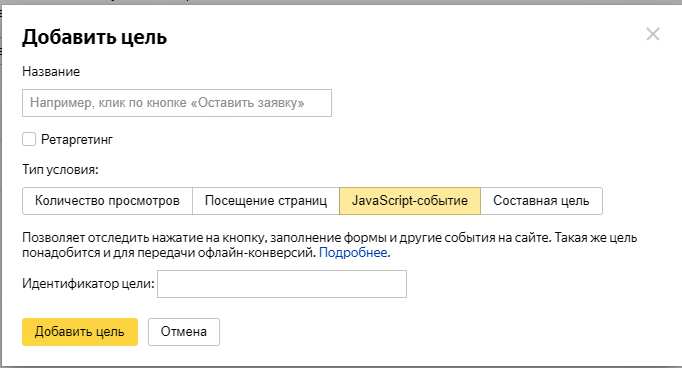 Добавить цель
Название
Например, клик по кнопке «Оставить заявку»
Ретаргетинг
Тип условия:
Количество просмотров Посещение страниц JavaScript-событие Составная цель
Позволяет отследить нажатие на кнопку, заполнение формы и другие события на сайте. Такая же цель
понадобится и для передачи офлайн-конверсий. Подробнее.
Идентификатор цели:
Добавить цель Отмена